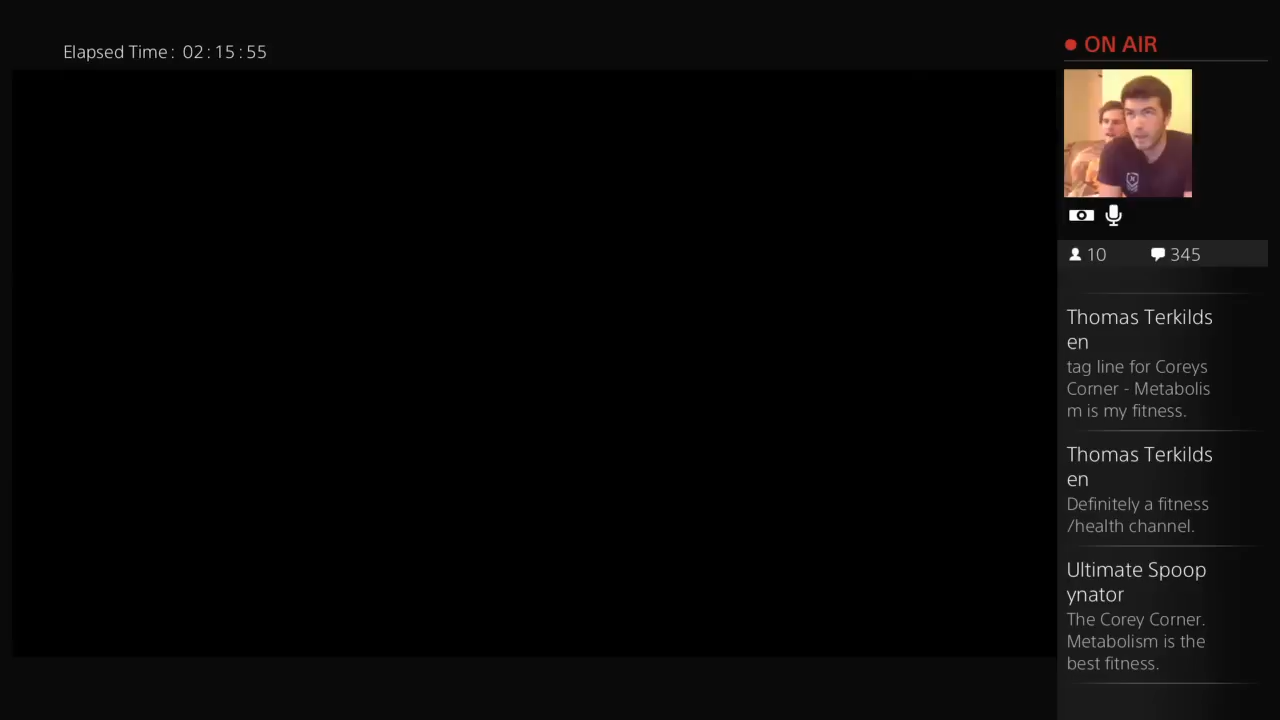 Elapsed Time: 02:15:55
ON AIR
10 345
Thomas Terkilds
en
tag line for Coreys
Corner - Metabolis
m is my fitness.
Thomas Terkilds
en
Definitely a fitness
/health channel.
Ultimate Spoop
ynator
The Corey Corner.
Metabolism is the
best fitness.